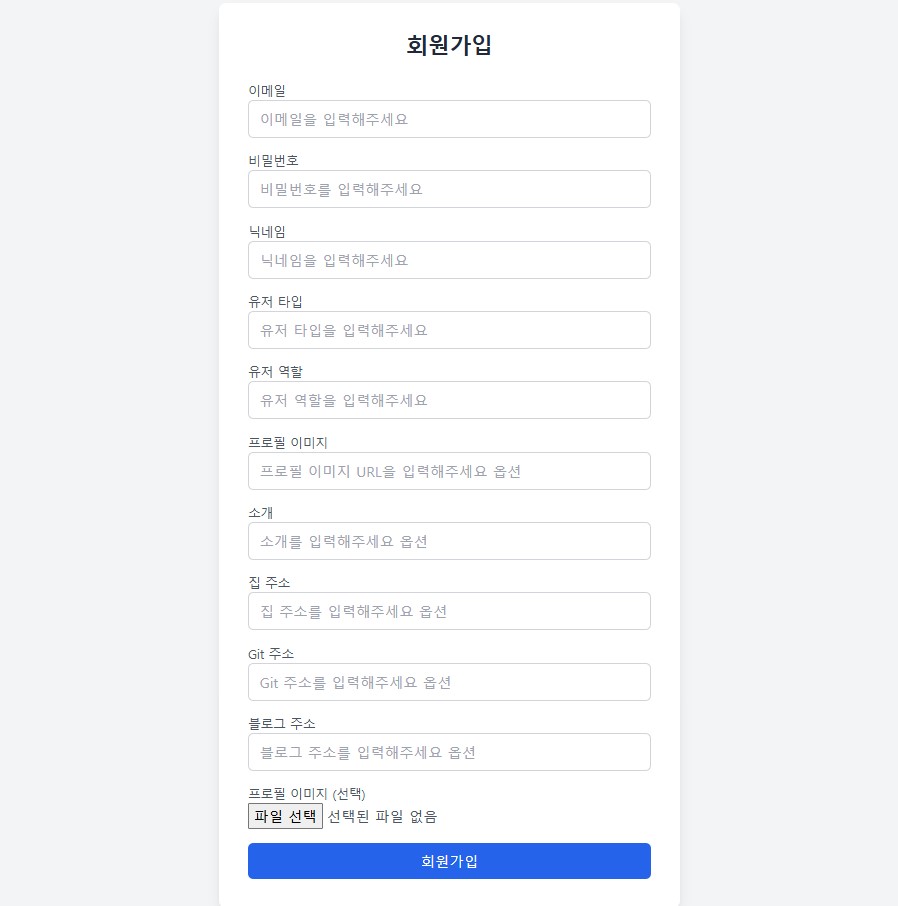 회원가입
이메일
이메일을 입력해주세요
비밀번호
비밀번호를 입력해주세요
닉네임
닉네임을 입력해주세요
유저 타입
유저 타입을 입력해주세요
유저 역할
유저 역할을 입력해주세요
프로필 이미지
프로필 이미지 URL을 입력해주세요 옵션
소개
소개를 입력해주세요 옵션
집 주소
집 주소를 입력해주세요 옵션
Git 주소
Git 주소를 입력해주세요 옵션
블로그 주소
블로그 주소를 입력해주세요 옵션
프로필 이미지 (선택)
파일 선택 선택된 파일 없음
회원가입